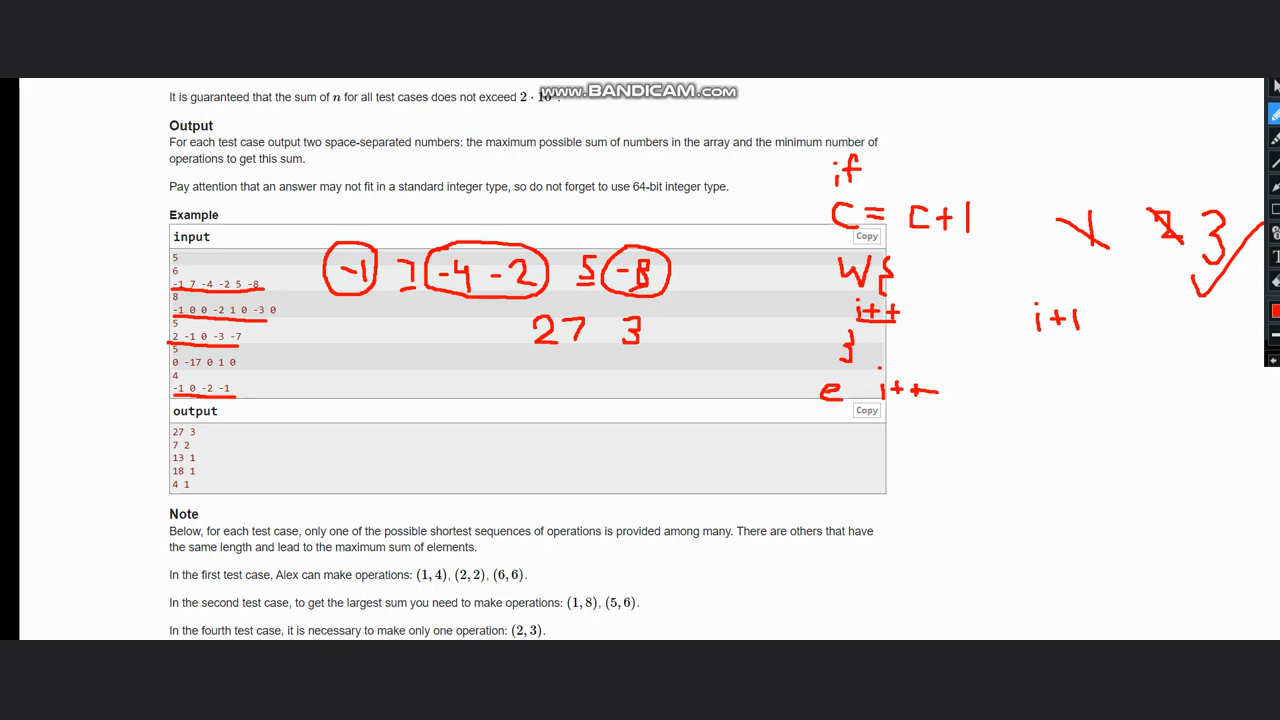 www.BANDICAM.com
It is guaranteed that the sum of n for all test cases does not exceed 2 · 10
Output
For each test case output two space-separated numbers: the maximum possible sum of numbers in the array and the minimum number of
operations to get this sum.
Pay attention that an answer may not fit in a standard integer type, so do not forget to use 64-bit integer type.
if
Example
C = C+1
1 2 3
input
Copy
5
6
-1 7 -4 -2 5 -8
-1 7 -4 -2 5 -8
8
-1 0 0 -2 1 0 -3 0
i++
i+1
5
2 -1 0 -3 -7
27 3
}
5
0 -17 0 1 0
4
-1 0 -2 -1
e i++
output
Copy
27 3
7 2
13 1
18 1
4 1
Note
Below, for each test case, only one of the possible shortest sequences of operations is provided among many. There are others that have
the same length and lead to the maximum sum of elements.
In the first test case, Alex can make operations: (1, 4), (2, 2), (6, 6).
In the second test case, to get the largest sum you need to make operations: (1, 8), (5, 6).
In the fourth test case, it is necessary to make only one operation: (2, 3).